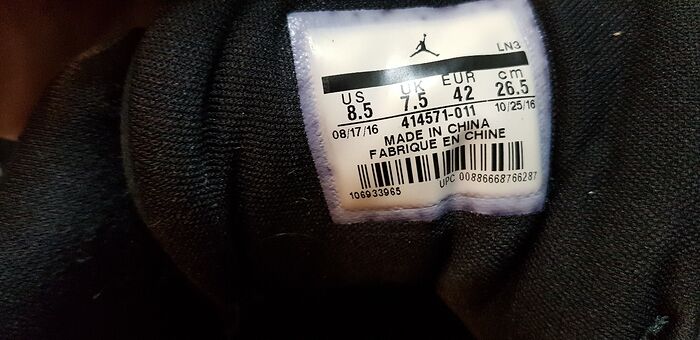 LN3
US UK EUR cm
8.5 7.5 42 26.5
08/17/16 414571-011 10/25/16
MADE IN CHINA
FABRIQUE EN CHINE
106933965 UPC 00886668766287